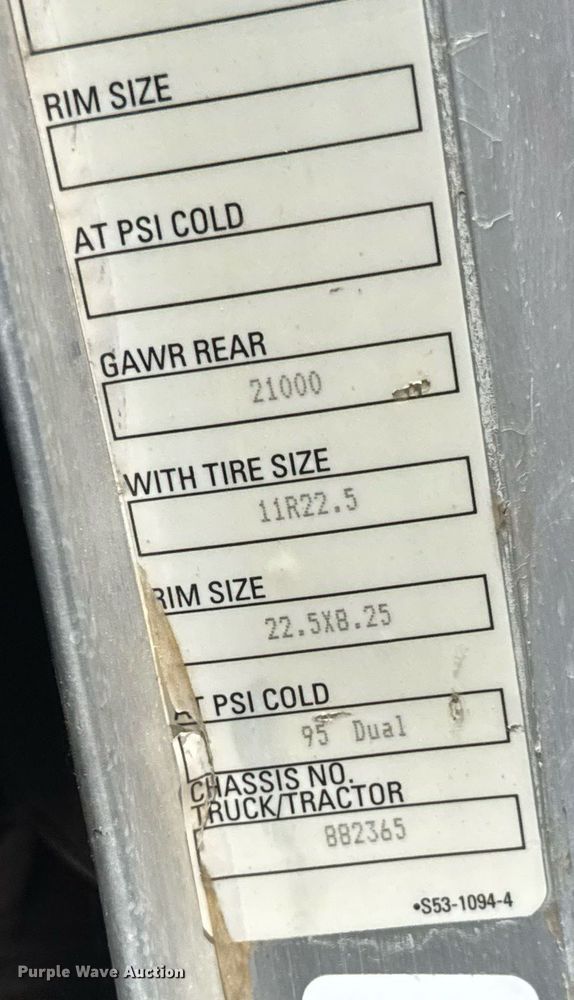 RIM SIZE
AT PSI COLD
GAWR REAR
21000
WITH TIRE SIZE
11R22.5
RIM SIZE
22.5X8.25
AT PSI COLD
95 Dual
CHASSIS NO.
TRUCK/TRACTOR
882365
•S53-1094-4
Purple Wave Auction